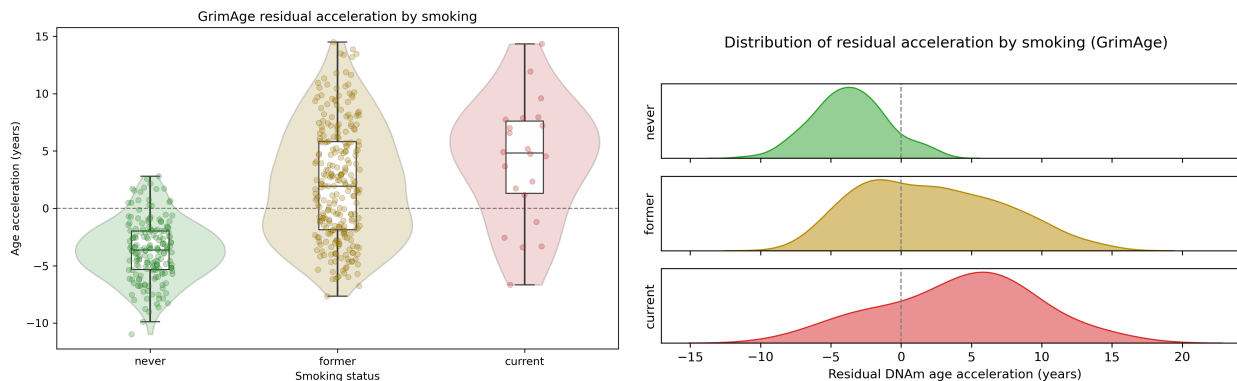 GrimAge residual acceleration by smoking
Age acceleration (years)
15
10
5
0
−5
−10
never
former
current
Smoking status
Distribution of residual acceleration by smoking (GrimAge)
never
former
current
−15
−10
−5
0
5
10
15
20
Residual DNAm age acceleration (years)